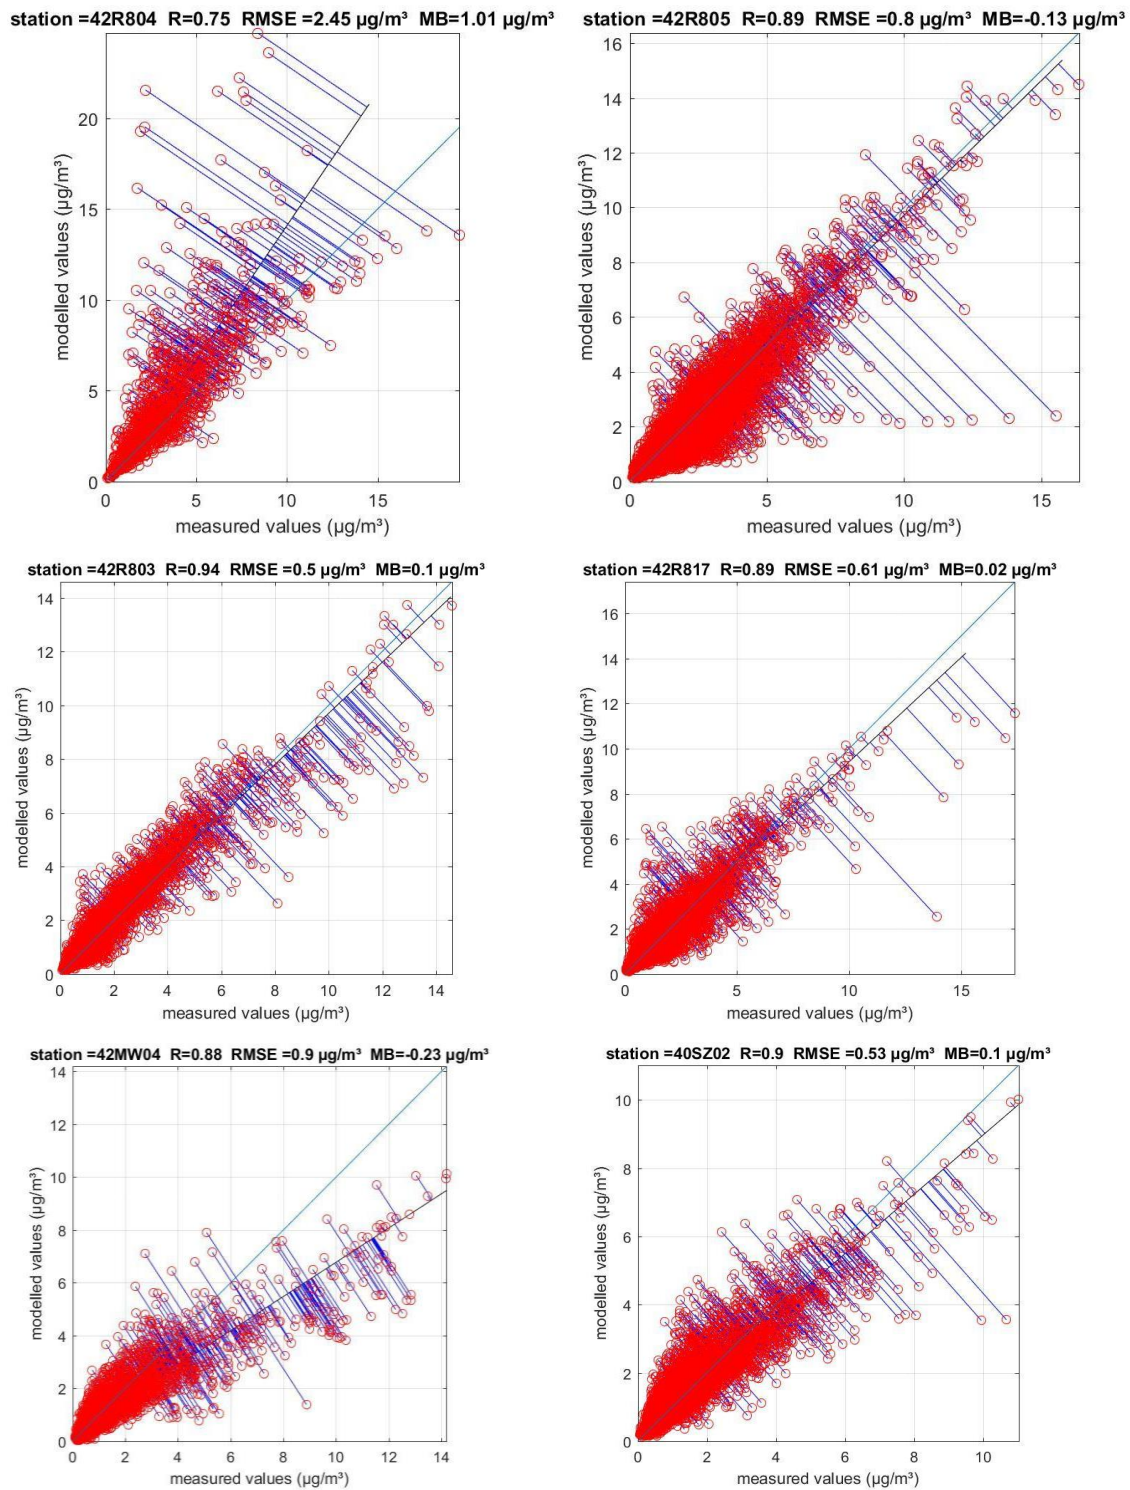 station =42R804 R=0.75 RMSE =2.45 µg/m³ MB=1.01 µg/m³
20
15
10
5
0
modelled values (µg/m³)
0 5 10 15
measured values (µg/m³)
station =42R805 R=0.89 RMSE =0.8 µg/m³ MB=-0.13 µg/m³
16
14
12
10
8
6
4
2
0
modelled values (µg/m³)
0 5 10 15
measured values (µg/m³)
station =42R803 R=0.94 RMSE =0.5 µg/m³ MB=0.1 µg/m³
14
12
10
8
6
4
2
0
modelled values (µg/m³)
0 2 4 6 8 10 12 14
measured values (µg/m³)
station =42R817 R=0.89 RMSE =0.61 µg/m³ MB=0.02 µg/m³
16
14
12
10
8
6
4
2
0
modelled values (µg/m³)
0 5 10 15
measured values (µg/m³)
station =42MW04 R=0.88 RMSE =0.9 µg/m³ MB=-0.23 µg/m³
14
12
10
8
6
4
2
0
modelled values (µg/m³)
0 2 4 6 8 10 12 14
measured values (µg/m³)
station =40SZ02 R=0.9 RMSE =0.53 µg/m³ MB=0.1 µg/m³
10
8
6
4
2
0
modelled values (µg/m³)
0 2 4 6 8 10
measured values (µg/m³)